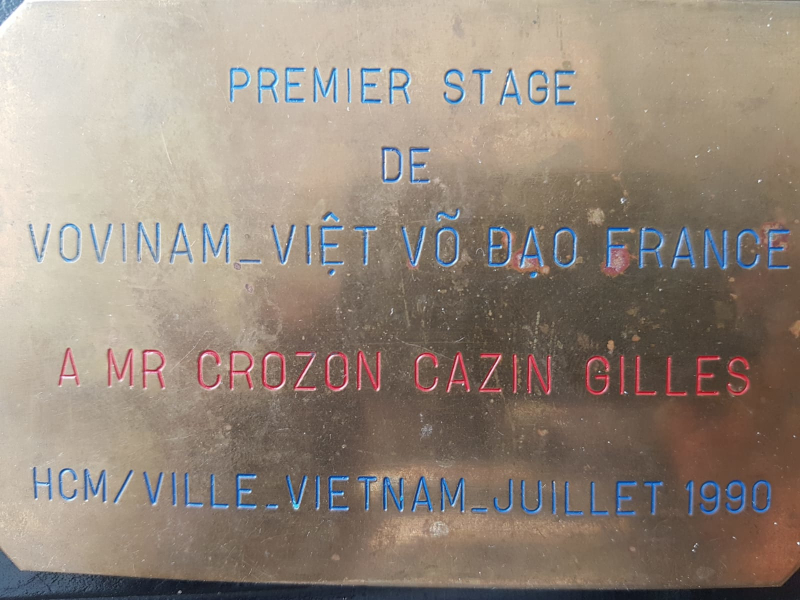 PREMIER STAGE
DE
VOVINAM_VIỆT VÕ ĐẠO FRANCE
A MR CROZON CAZIN GILLES
HCM/VILLE_VIETNAM_JUILLET 1990